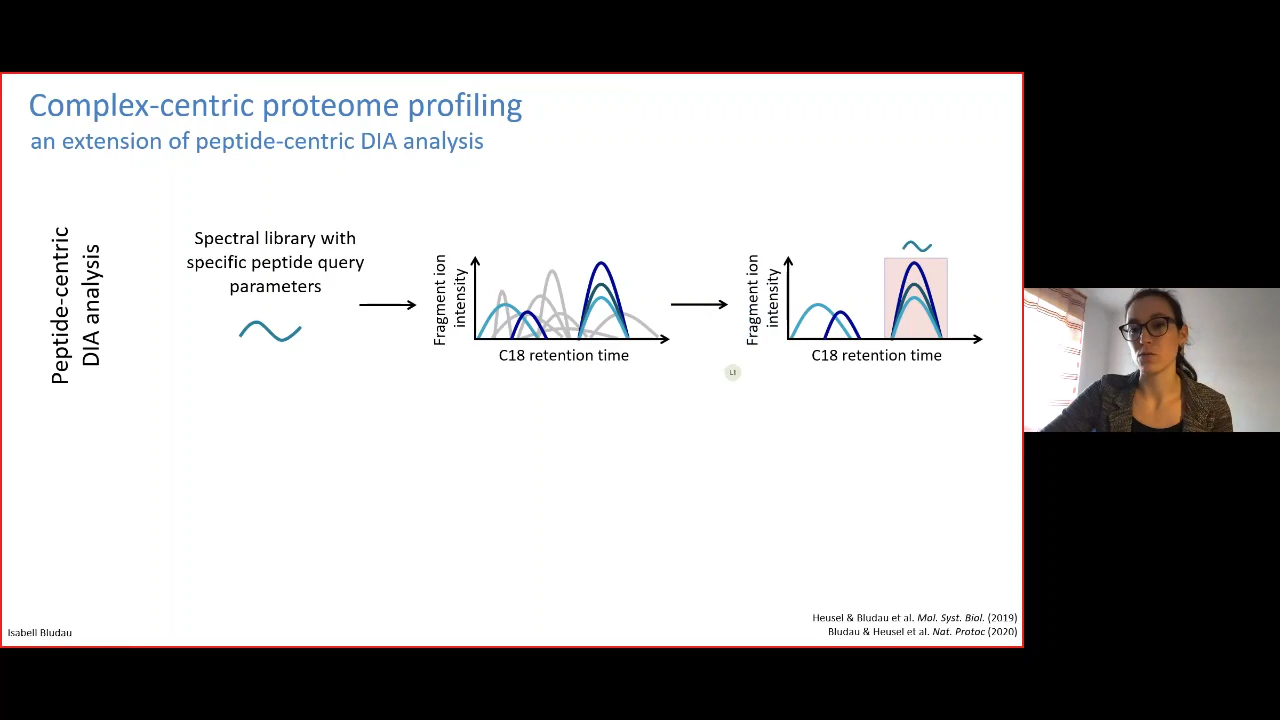 Complex-centric proteome profiling
an extension of peptide-centric DIA analysis
Peptide-centric
DIA analysis
Spectral library with
specific peptide query
parameters
Fragment ion
intensity
C18 retention time
Fragment ion
intensity
C18 retention time
LI
Heusel & Bludau et al. Mol. Syst. Biol. (2019)
Bludau & Heusel et al. Nat. Protoc (2020)
Isabell Bludau